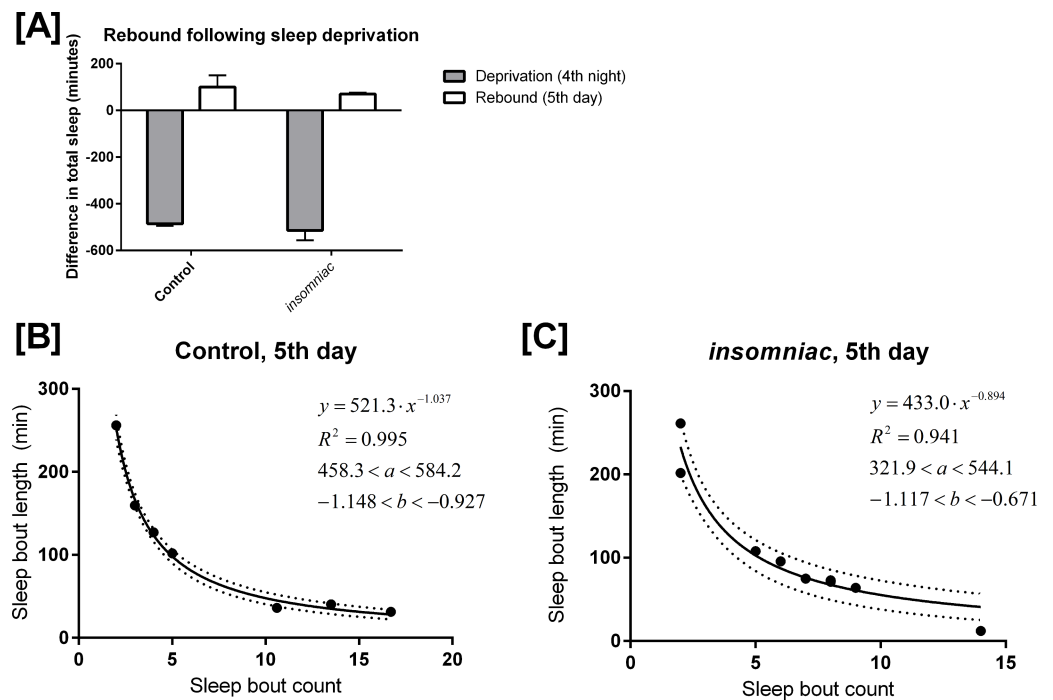 [A]
Rebound following sleep deprivation
Difference in total sleep (minutes)
200
0
-200
-400
-600
Control
insomniac
Deprivation (4th night)
Rebound (5th day)
[B]
Control, 5th day
Sleep bout length (min)
300
200
100
0
y = 521.3 · x^-1.037
R² = 0.995
458.3 < a < 584.2
−1.148 < b < −0.927
0 5 10 15 20
Sleep bout count
[C]
insomniac, 5th day
Sleep bout length (min)
300
200
100
0
y = 433.0 · x^-0.894
R² = 0.941
321.9 < a < 544.1
−1.117 < b < −0.671
0 5 10 15
Sleep bout count